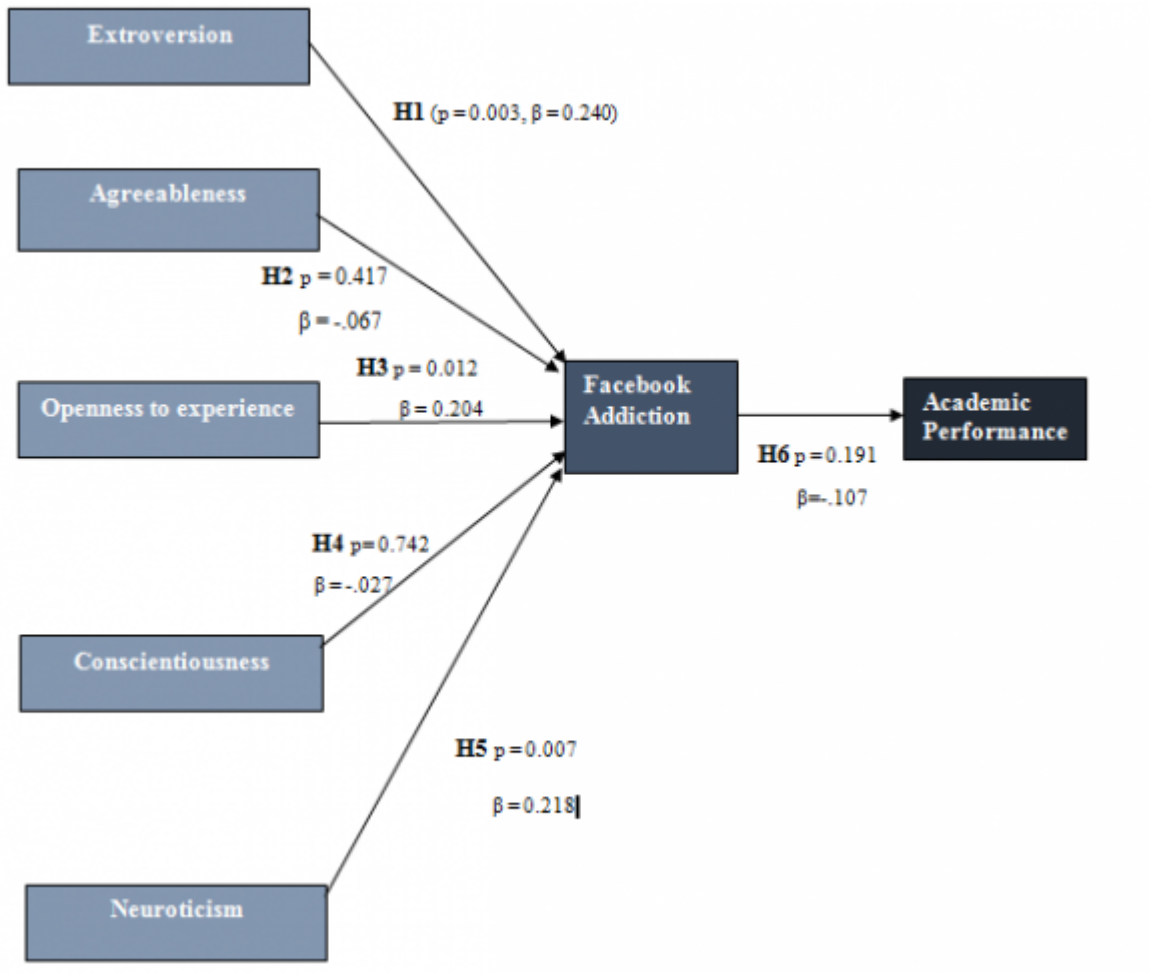 Extroversion
H1 (p = 0.003, β = 0.240)
Agreeableness
H2 p = 0.417
β = -.067
H3 p = 0.012
β = 0.204
Openness to experience
Facebook
Addiction
Academic
Performance
H6 p = 0.191
β=-.107
H4 p= 0.742
β = -.027
Conscientiousness
H5 p = 0.007
β = 0.218
Neuroticism